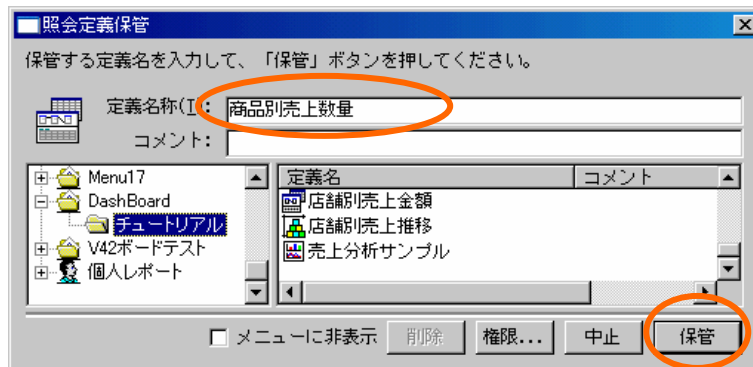 照会定義保管
保管する定義名を入力して、「保管」ボタンを押してください。
定義名称(I): 商品別売上数量
コメント:
Menu17
DashBoard
チュートリアル
V42ボードテスト
個人レポート
定義名 コメント
店舗別売上金額
店舗別売上推移
売上分析サンプル
メニューに非表示 削除 権限... 中止 保管